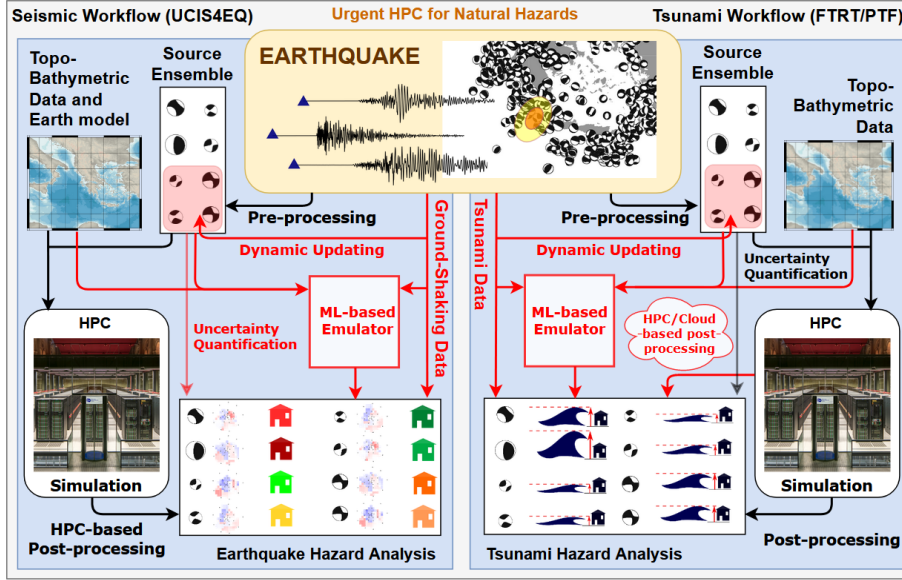 Seismic Workflow (UCIS4EQ)
Urgent HPC for Natural Hazards
Tsunami Workflow (FTRT/PTF)
Topo-
Bathymetric
Data and
Earth model
Source
Ensemble
EARTHQUAKE
Source
Ensemble
Topo-
Bathymetric
Data
Pre-processing
Dynamic Updating
Ground-Shaking Data
Tsunami Data
Pre-processing
Dynamic Updating
Uncertainty
Quantification
HPC
Simulation
Uncertainty
Quantification
ML-based
Emulator
ML-based
Emulator
HPC/Cloud
-based post-
processing
HPC
Simulation
HPC-based
Post-processing
Earthquake Hazard Analysis
Tsunami Hazard Analysis
Post-processing